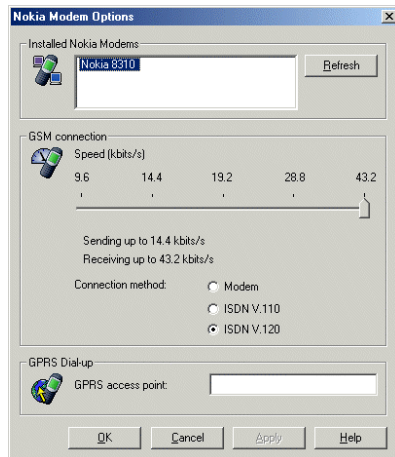 Nokia Modem Options
Installed Nokia Modems
Nokia 8310
Refresh
GSM connection
Speed (kbits/s)
9.6 14.4 19.2 28.8 43.2
Sending up to 14.4 kbits/s
Receiving up to 43.2 kbits/s
Connection method: Modem
ISDN V.110
ISDN V.120
GPRS Dial-up
GPRS access point:
OK Cancel Apply Help